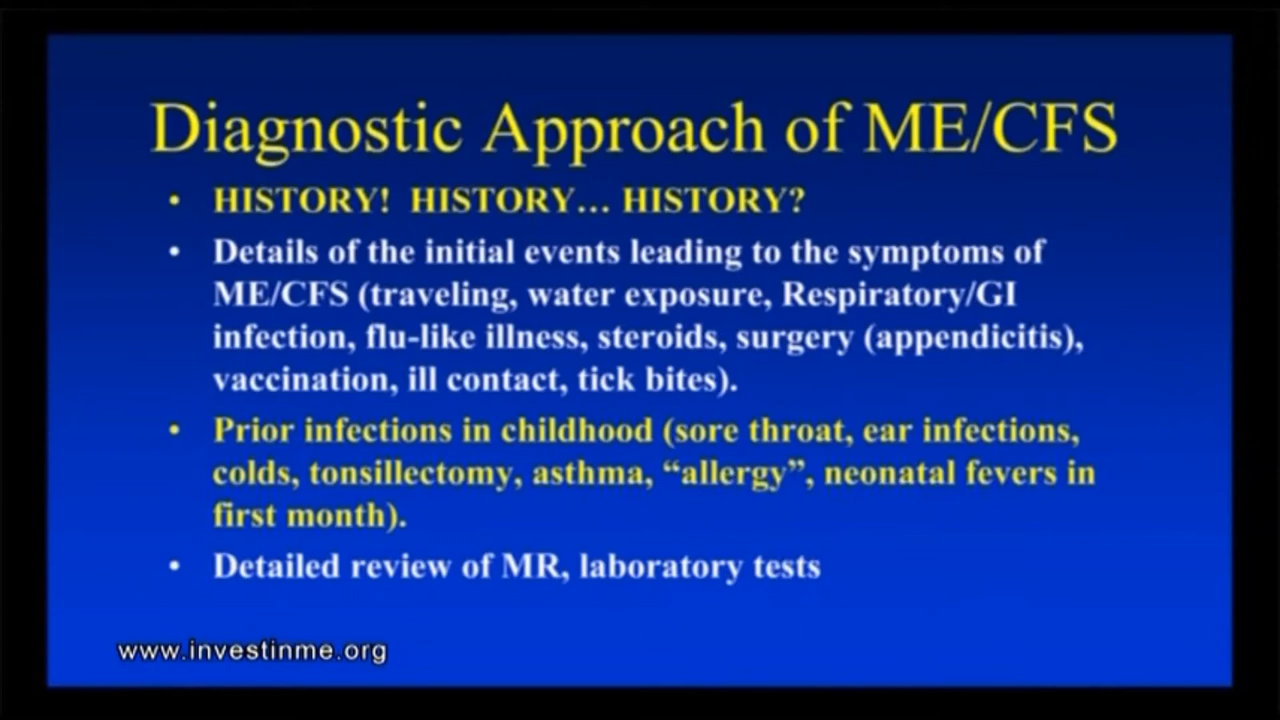 Diagnostic Approach of ME/CFS
• HISTORY! HISTORY... HISTORY?
• Details of the initial events leading to the symptoms of
ME/CFS (traveling, water exposure, Respiratory/GI
infection, flu-like illness, steroids, surgery (appendicitis),
vaccination, ill contact, tick bites).
• Prior infections in childhood (sore throat, ear infections,
colds, tonsillectomy, asthma, “allergy”, neonatal fevers in
first month).
• Detailed review of MR, laboratory tests
www.investinme.org